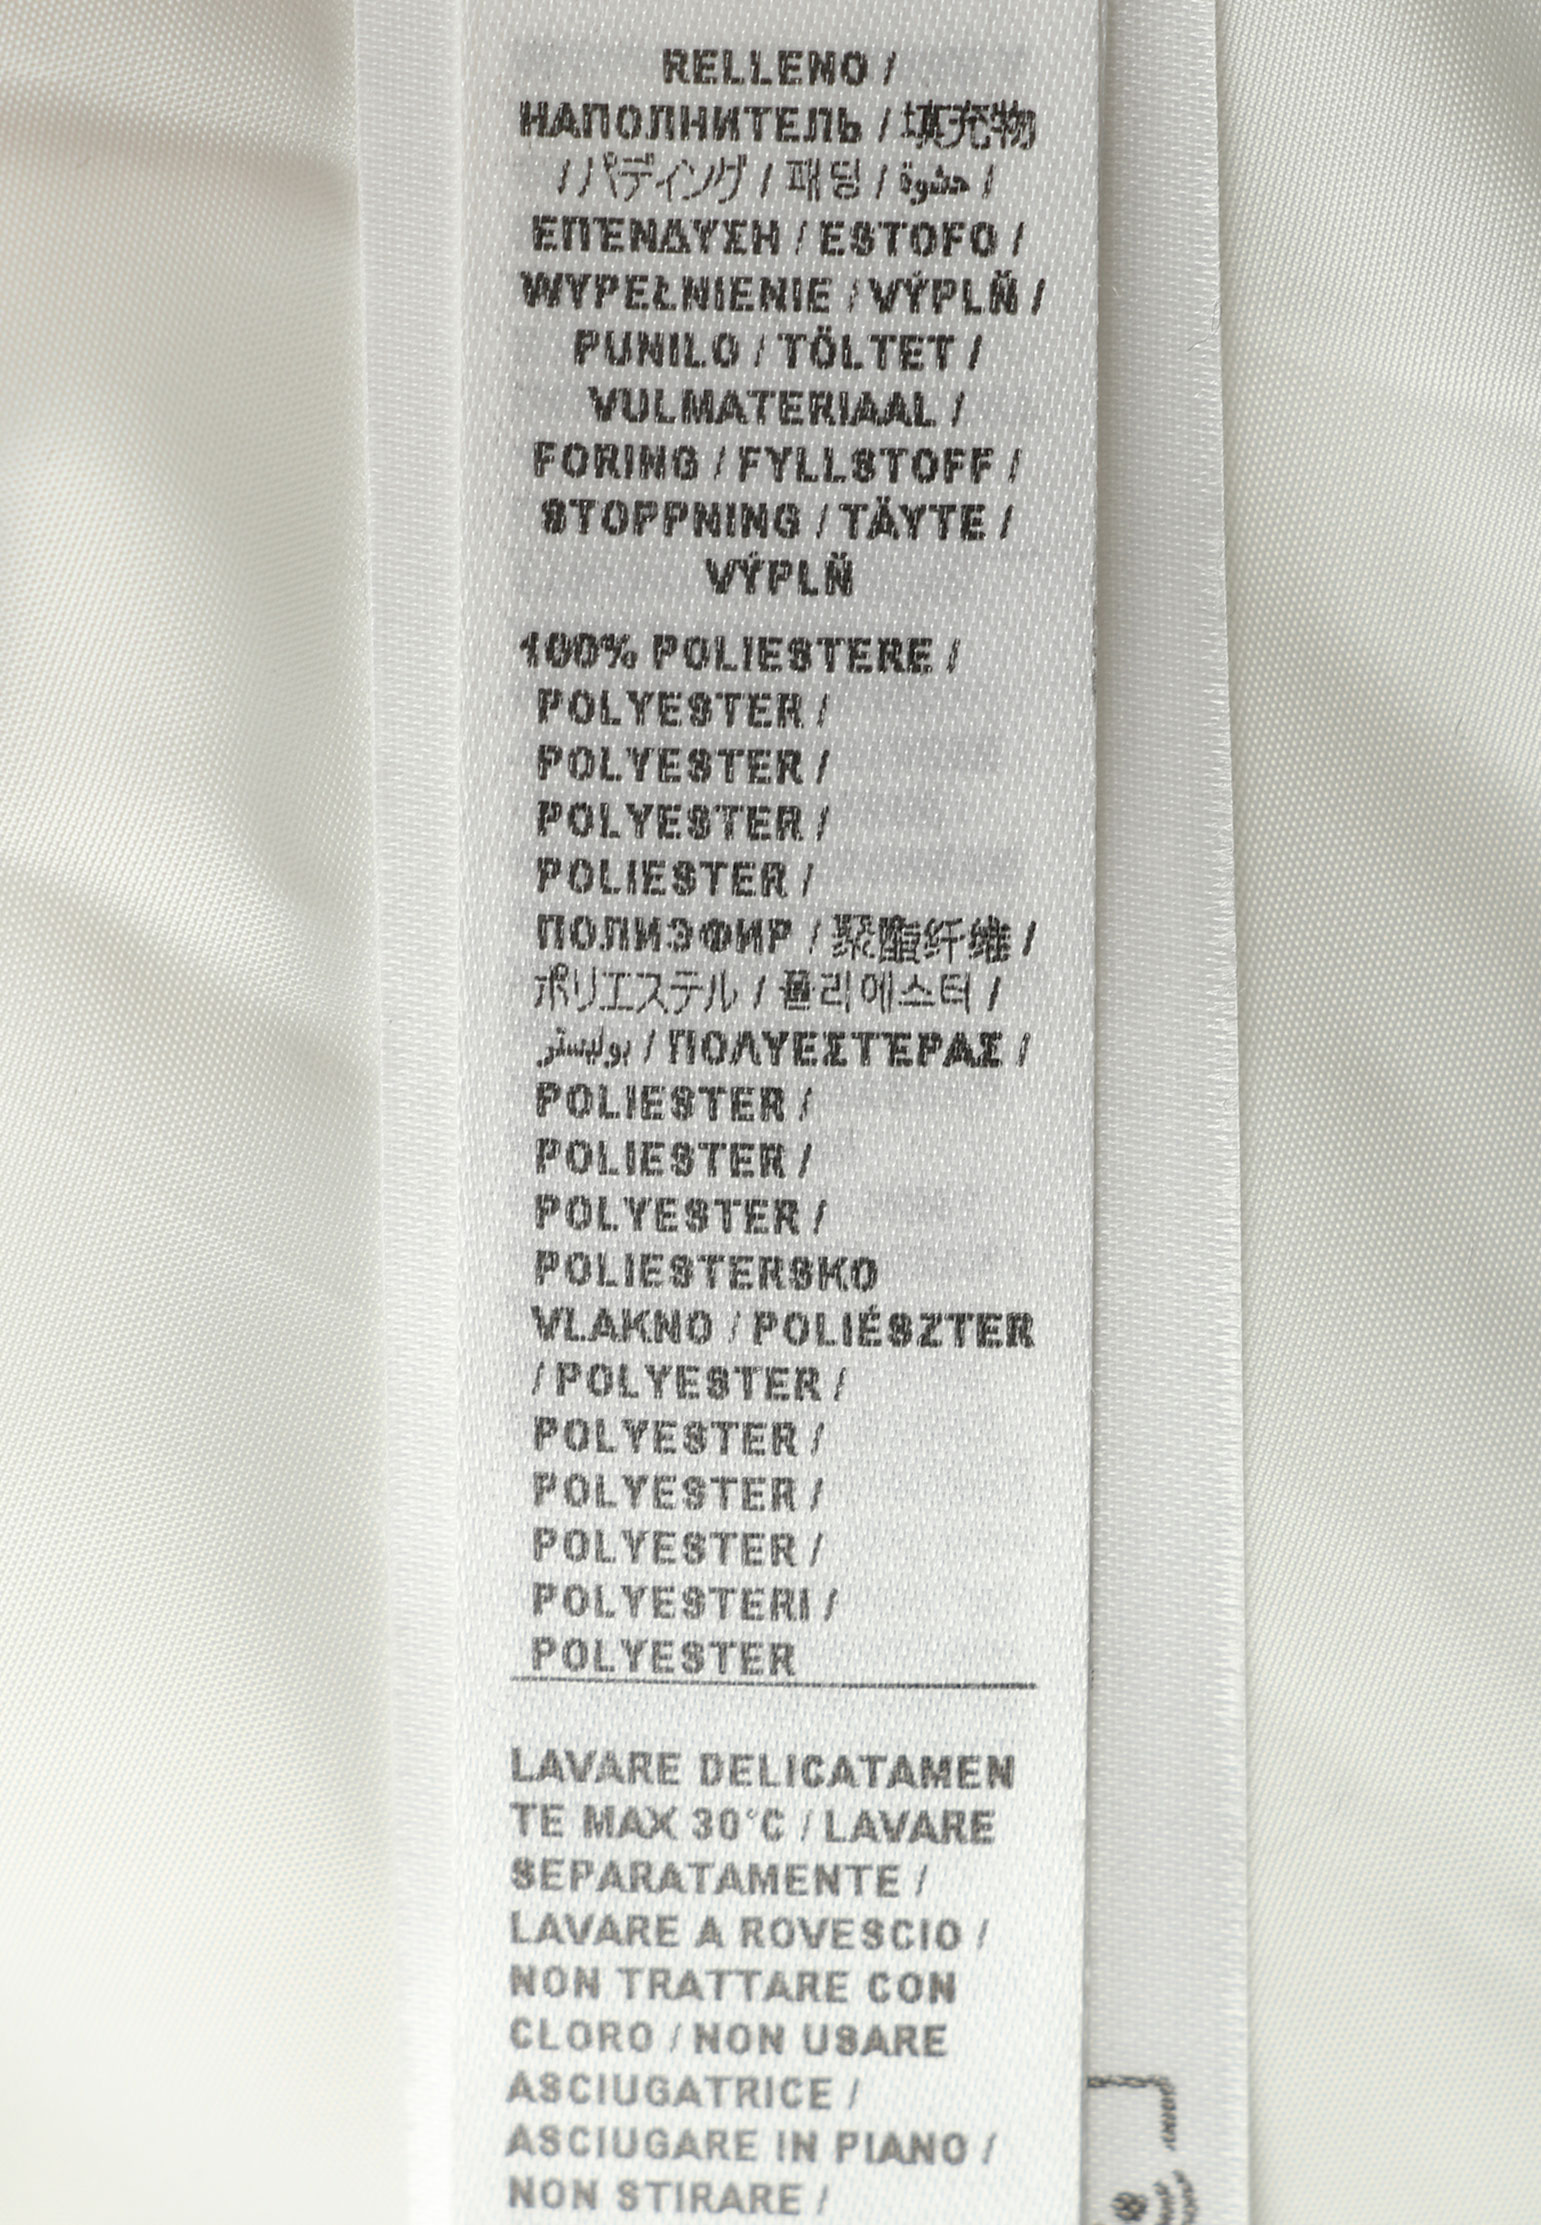 RELLENO /
НАПОЛНИТЕЛЬ / 填充物
/ パディング / 패딩 / حشوة /
ΕΠΈΝΔΥΣΗ / ESTOFO /
WYPEŁNIENIE / VÝPLŇ /
PUNILO / TÖLTET /
VULMATERIAAL /
FORING / FYLLSTOFF /
STOPPNING / TÄYTE /
VÝPLŇ
100% POLIESTERE /
POLYESTER /
POLYESTER /
POLYESTER /
POLIESTER /
ПОЛИЭФИР / 聚酯纤维 /
ポリエステル / 폴리에스터 /
بوليستر / ΠΟΛΥΕΣΤΈΡΑΣ /
POLIESTER /
POLIESTER /
POLYESTER /
POLIESTERSKO
VLAKNO / POLIÉSZTER
/ POLYESTER /
POLYESTER /
POLYESTER /
POLYESTER /
POLYESTERI /
POLYESTER
LAVARE DELICATAMEN
TE MAX 30°C / LAVARE
SEPARATAMENTE /
LAVARE A ROVESCIO /
NON TRATTARE CON
CLORO / NON USARE
ASCIUGATRICE /
ASCIUGARE IN PIANO /
NON STIRARE /